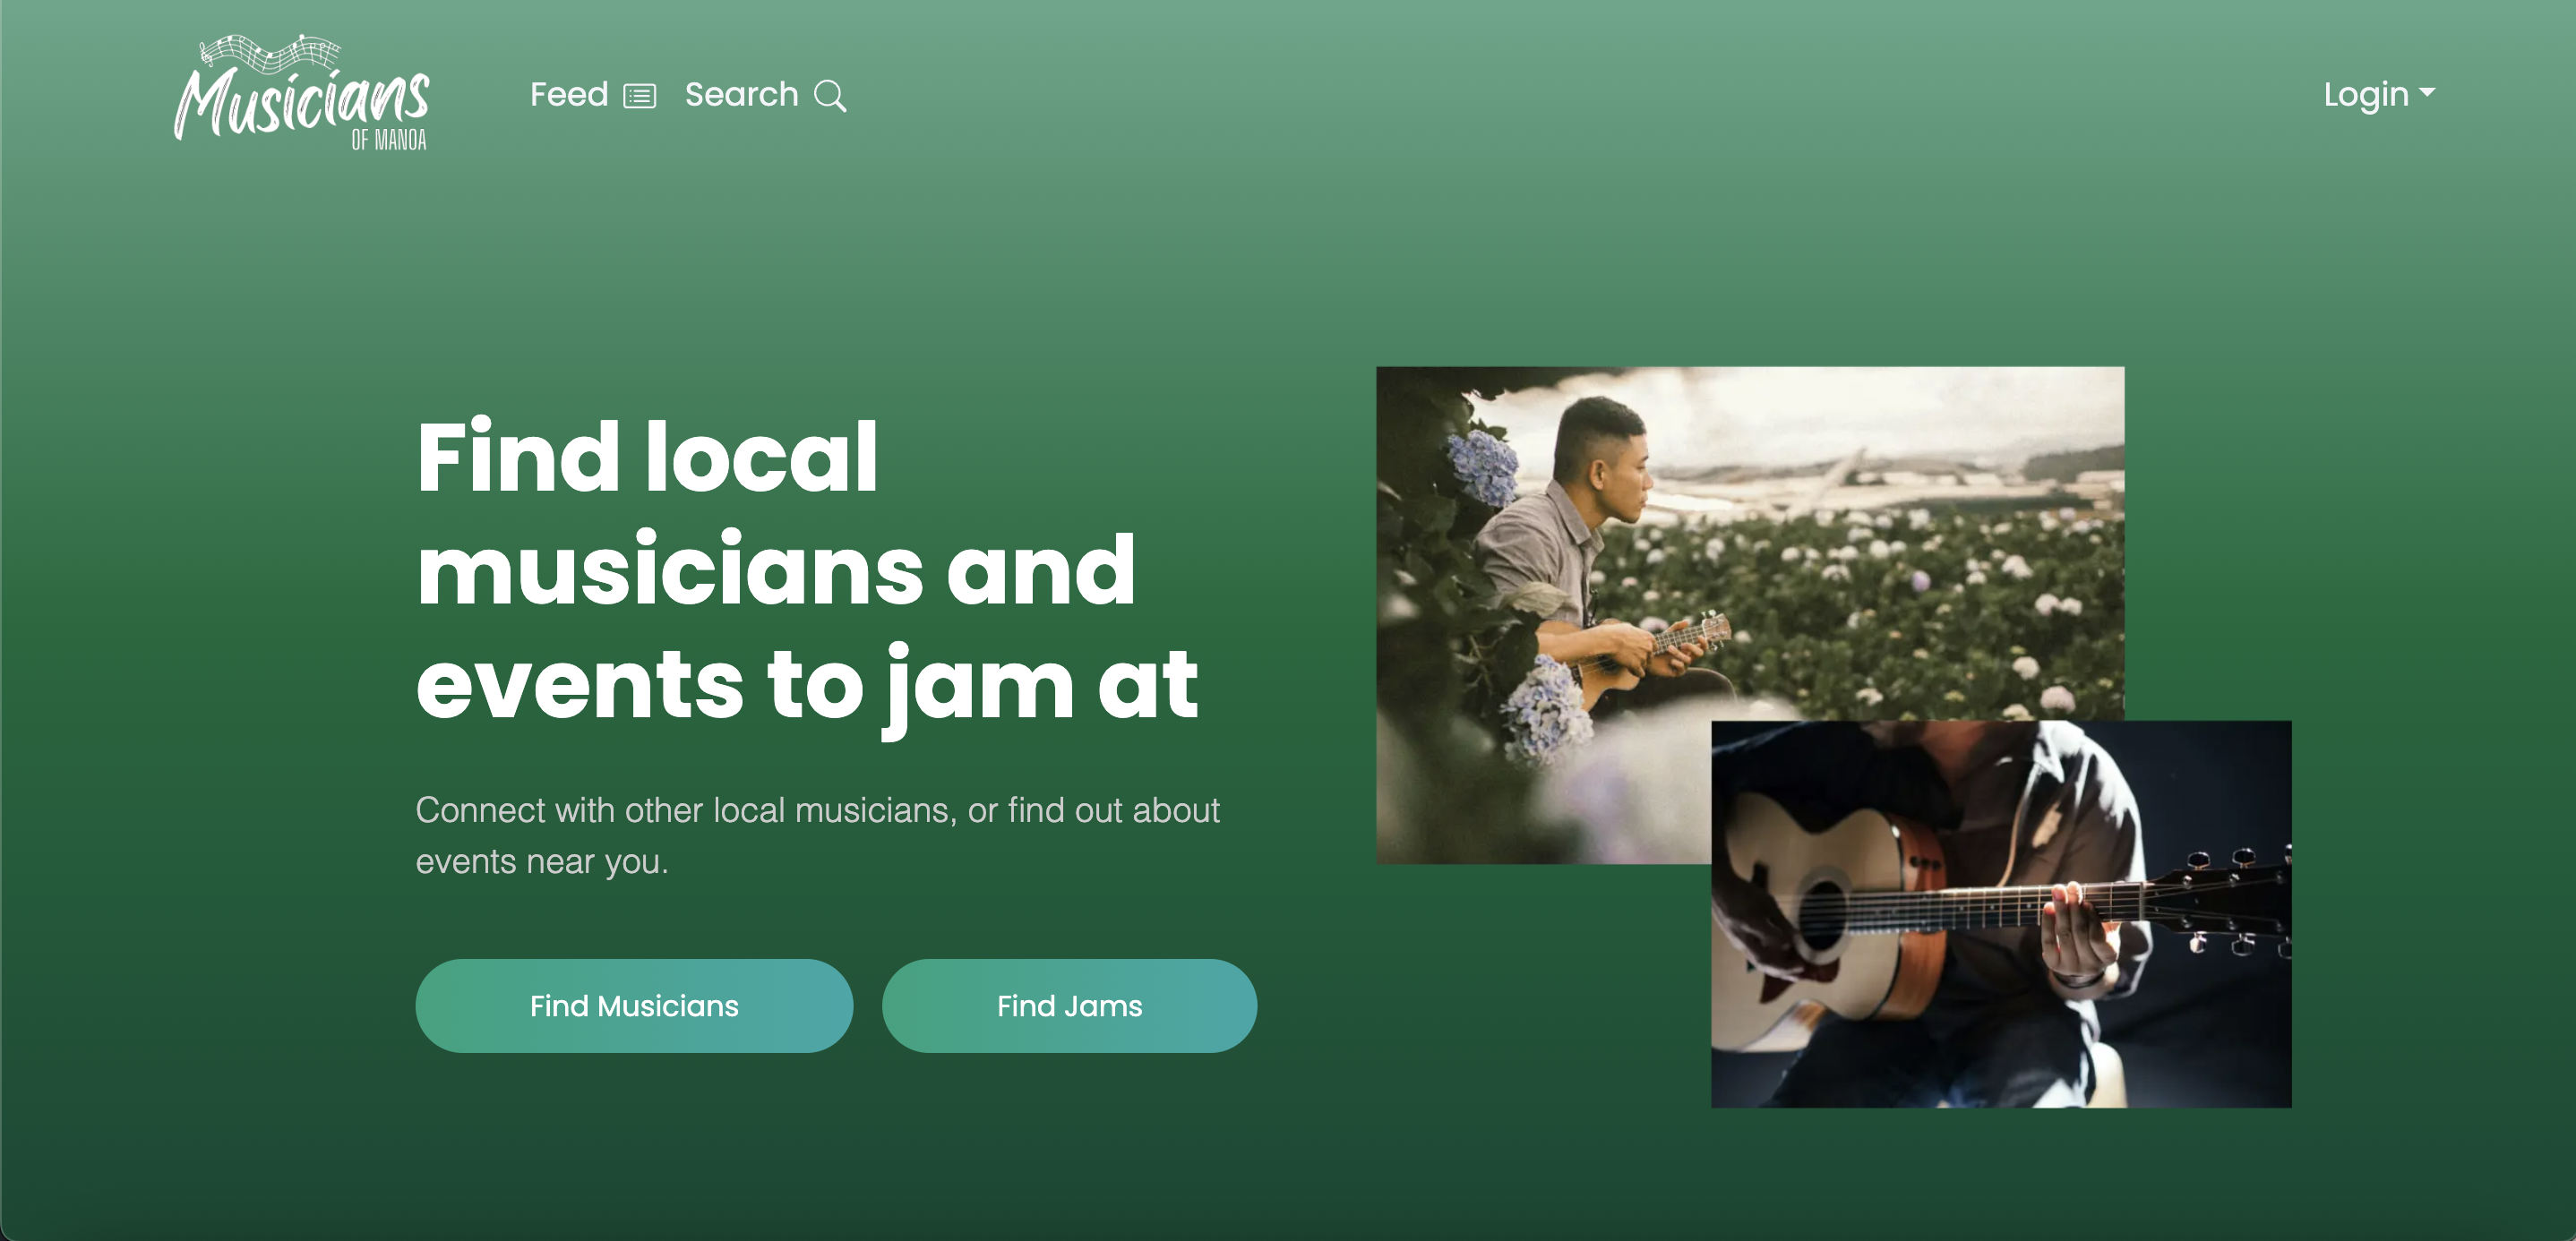 Musicians
OF MANOA
Feed
Search
Login
Find local
musicians and
events to jam at
Connect with other local musicians, or find out about
events near you.
Find Musicians
Find Jams